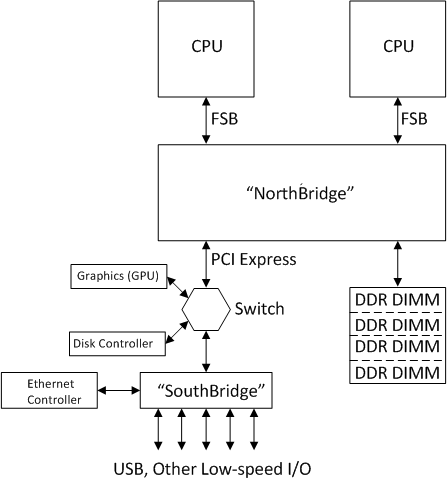 CPU
CPU
FSB
FSB
“NorthBridge”
PCI Express
Graphics (GPU)
Switch
DDR DIMM
DDR DIMM
DDR DIMM
DDR DIMM
Disk Controller
Ethernet
Controller
“SouthBridge”
USB, Other Low-speed I/O